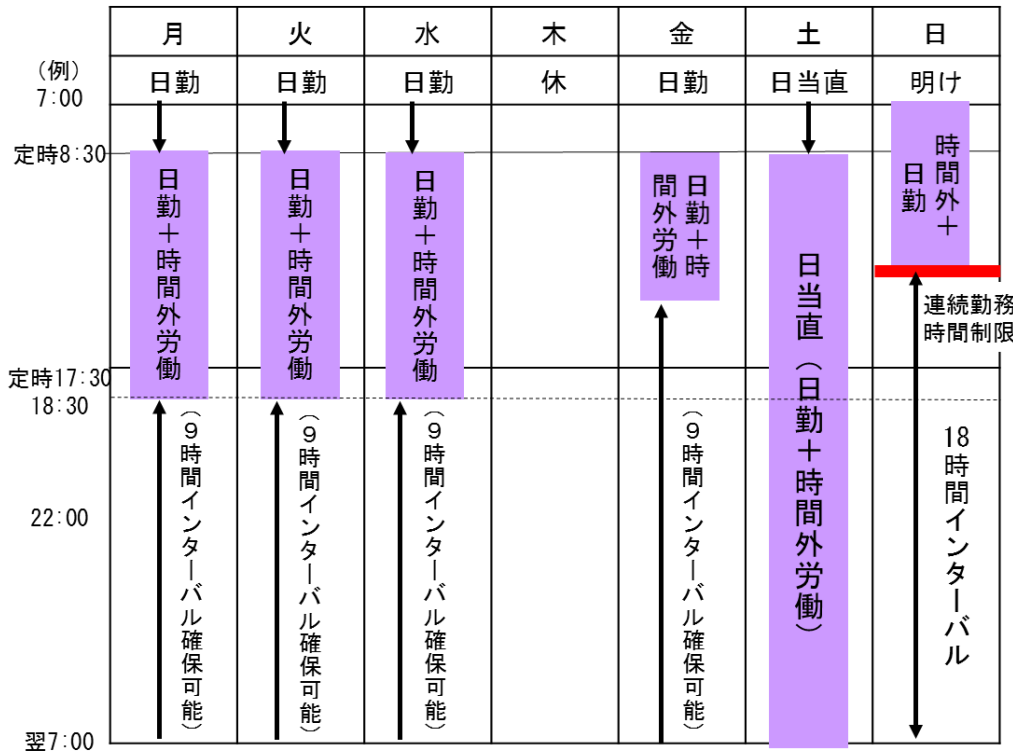 月 火 水 木 金 土 日
(例)
7:00
日勤 日勤 日勤 休 日勤 日当直 明け
定時8:30
日勤＋時間外労働
日勤＋時間外労働
日勤＋時間外労働
日勤＋時
間外労働
日当直（日勤＋時間外労働）
時間外＋
日勤
連続勤務
時間制限
定時17:30
18:30
22:00
翌7:00
（９時間インターバル確保可能）
（９時間インターバル確保可能）
（９時間インターバル確保可能）
（９時間インターバル確保可能）
18時間インターバル